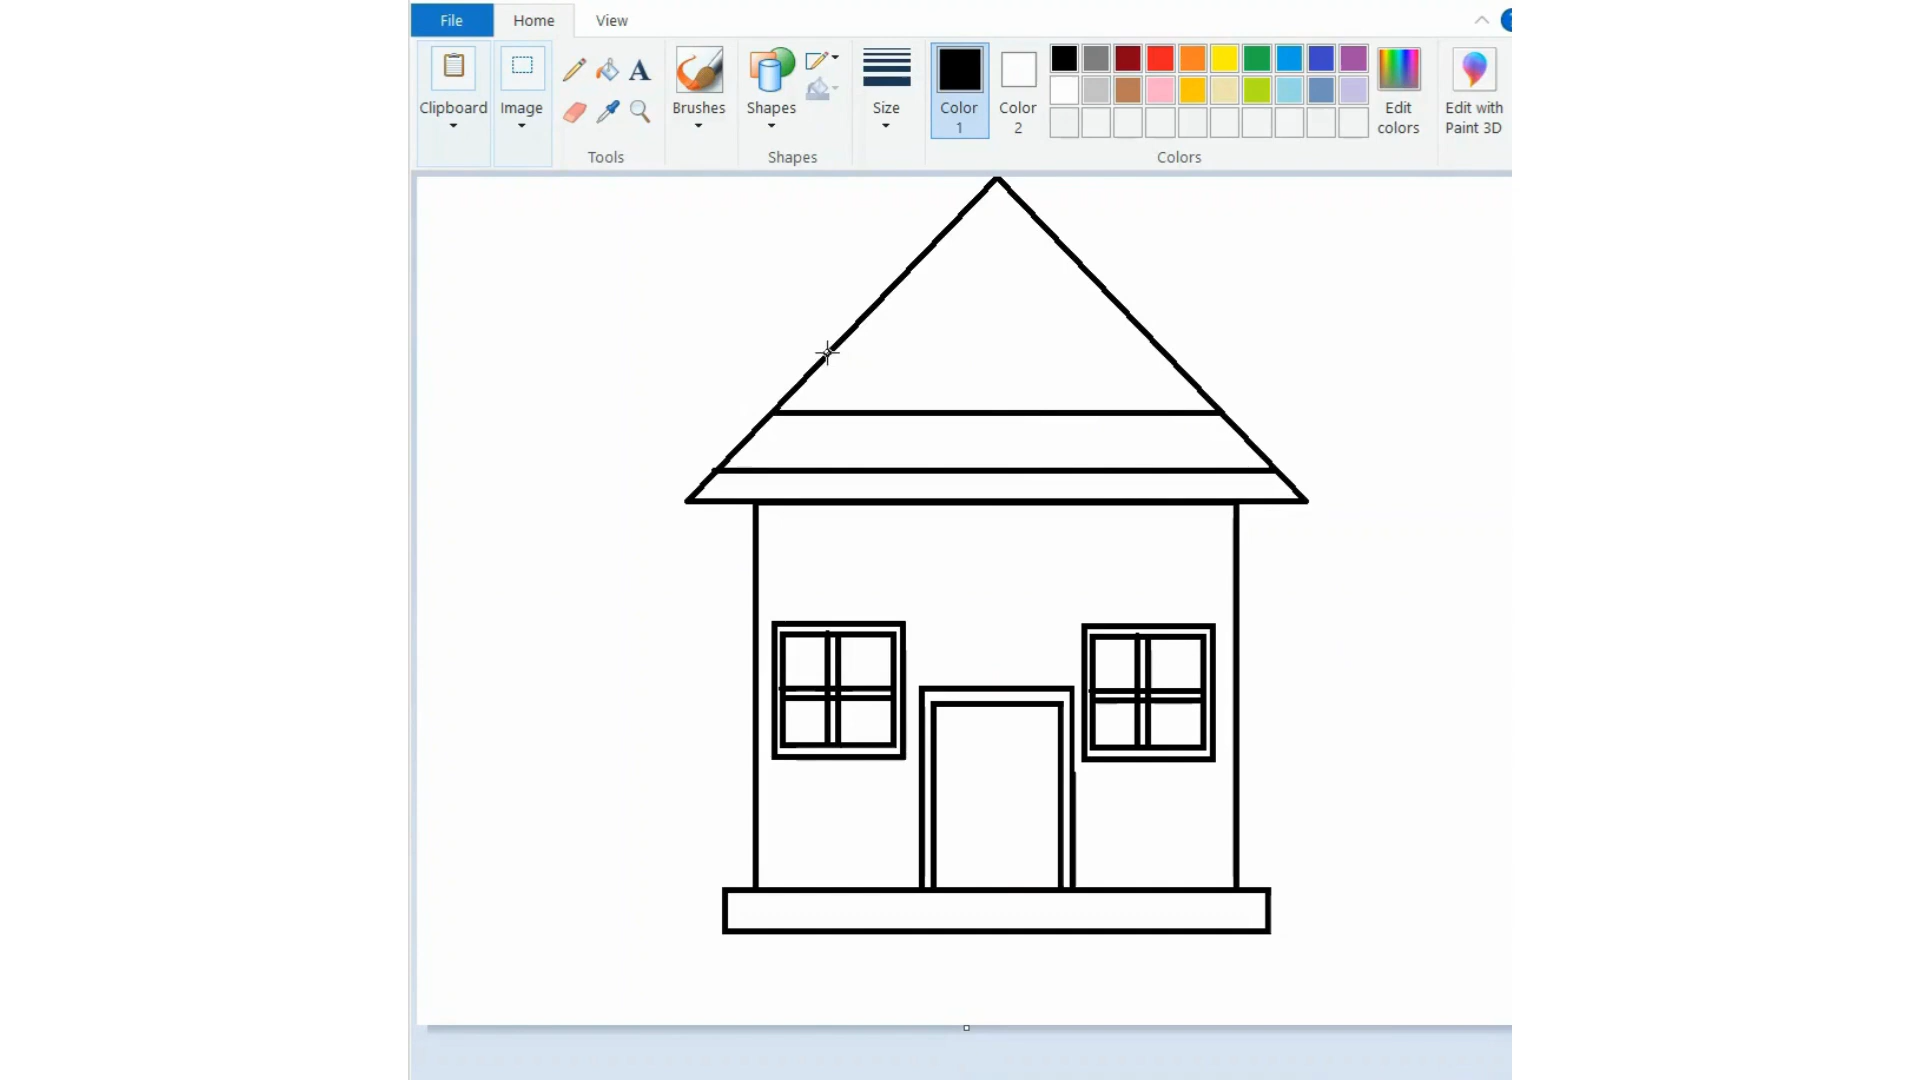 File Home View
Clipboard Image Brushes Shapes Size Color 1 Color 2 Edit colors Edit with Paint 3D
A
Tools Shapes Colors